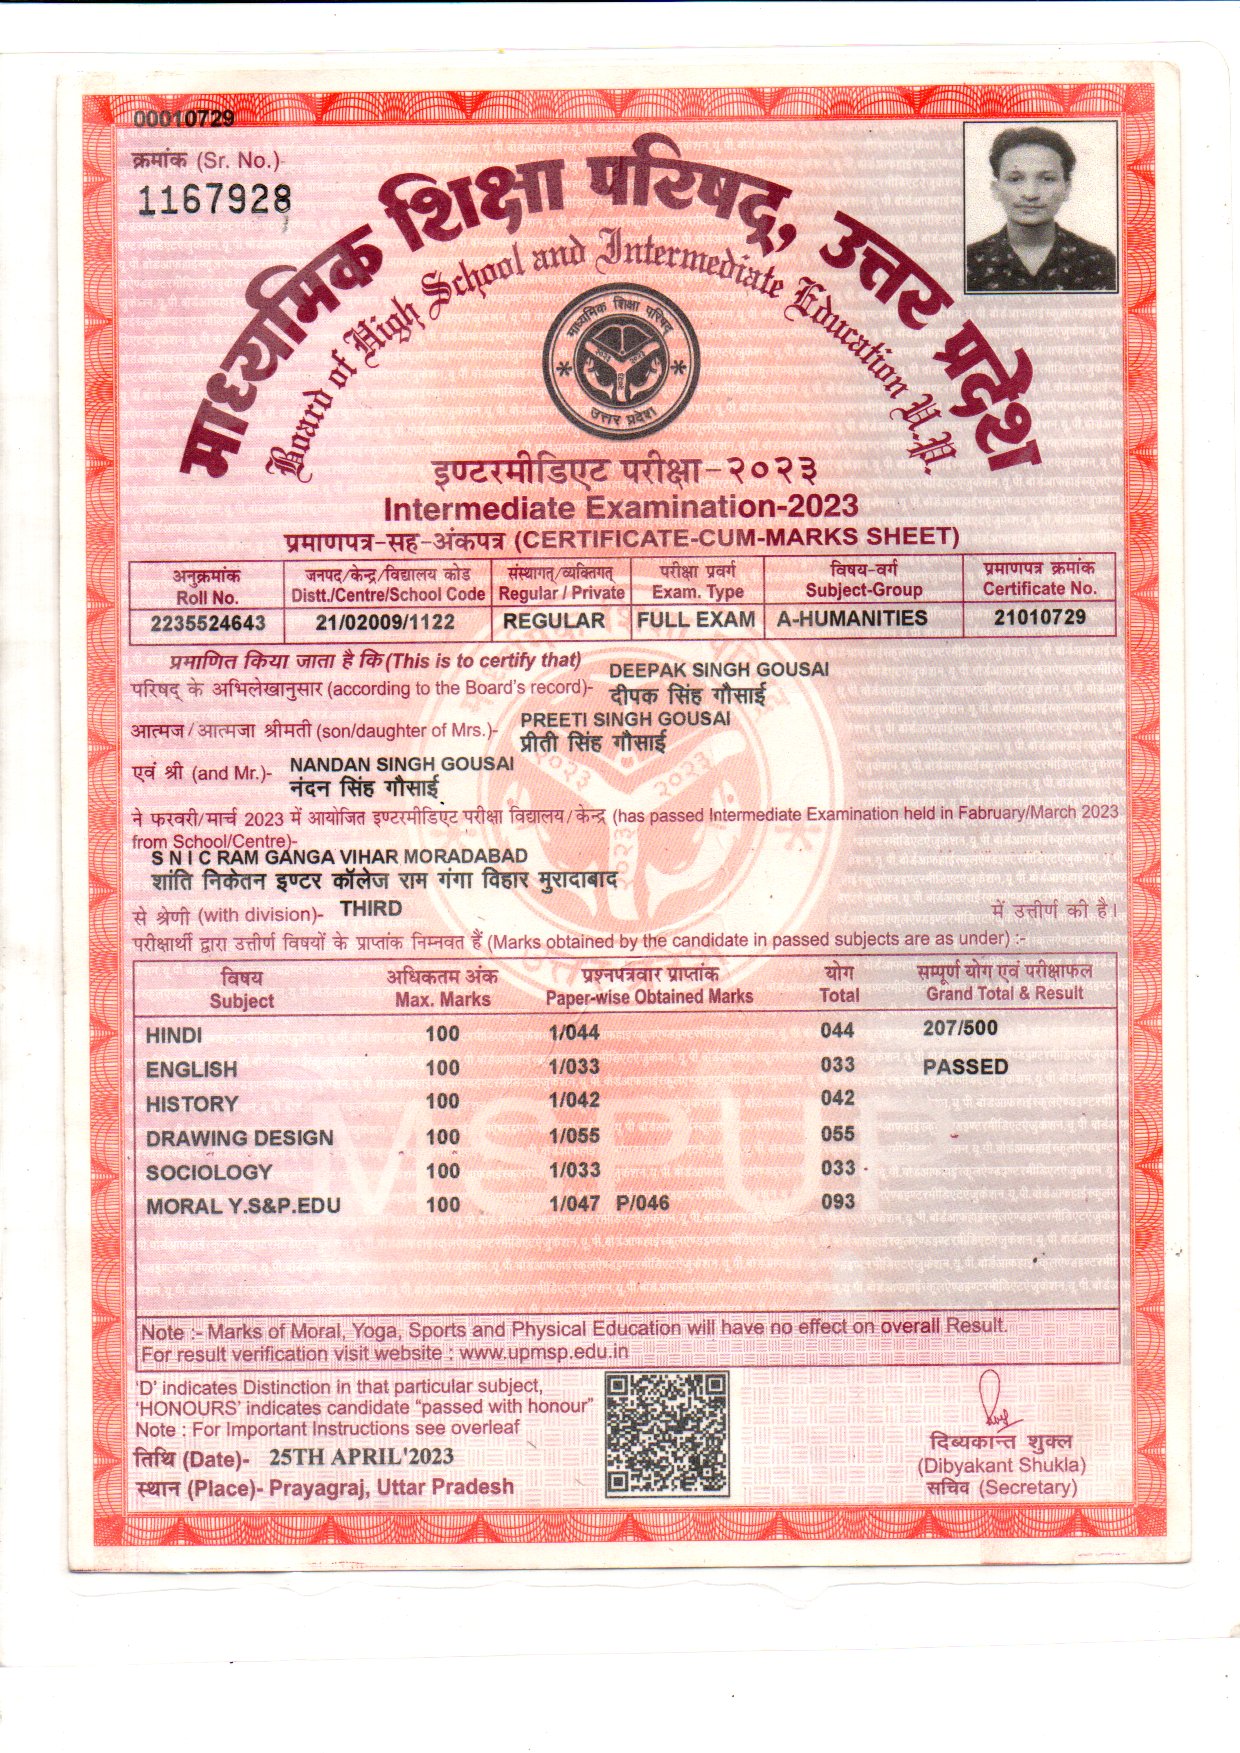 00010729
क्रमांक (Sr. No.)
1167928
माध्यमिक शिक्षा परिषद्, उत्तर प्रदेश
Board of High School and Intermediate Education U.P.
माध्यमिक शिक्षा परिषद्
उत्तर प्रदेश
इण्टरमीडिएट परीक्षा-२०२३
Intermediate Examination-2023
प्रमाणपत्र-सह-अंकपत्र (CERTIFICATE-CUM-MARKS SHEET)
अनुक्रमांक जनपद/केन्द्र/विद्यालय कोड संस्थागत्/व्यक्तिगत् परीक्षा प्रवर्ग विषय-वर्ग प्रमाणपत्र क्रमांक
Roll No. Distt./Centre/School Code Regular / Private Exam. Type Subject-Group Certificate No.
2235524643 21/02009/1122 REGULAR FULL EXAM A-HUMANITIES 21010729
प्रमाणित किया जाता है कि (This is to certify that) DEEPAK SINGH GOUSAI
परिषद् के अभिलेखानुसार (according to the Board's record)- दीपक सिंह गौसाई
आत्मज/आत्मजा श्रीमती (son/daughter of Mrs.)- PREETI SINGH GOUSAI
प्रीती सिंह गौसाई
एवं श्री (and Mr.)- NANDAN SINGH GOUSAI
नंदन सिंह गौसाई
ने फरवरी/मार्च 2023 में आयोजित इण्टरमीडिएट परीक्षा विद्यालय/केन्द्र (has passed Intermediate Examination held in Fabruary/March 2023
from School/Centre)-
S N I C RAM GANGA VIHAR MORADABAD
शांति निकेतन इण्टर कॉलेज राम गंगा विहार मुरादाबाद
से श्रेणी (with division)- THIRD में उत्तीर्ण की है।
परीक्षार्थी द्वारा उत्तीर्ण विषयों के प्राप्तांक निम्नवत हैं (Marks obtained by the candidate in passed subjects are as under) :-
विषय अधिकतम अंक प्रश्नपत्रवार प्राप्तांक योग सम्पूर्ण योग एवं परीक्षाफल
Subject Max. Marks Paper-wise Obtained Marks Total Grand Total & Result
HINDI 100 1/044 044 207/500
ENGLISH 100 1/033 033 PASSED
HISTORY 100 1/042 042
DRAWING DESIGN 100 1/055 055
SOCIOLOGY 100 1/033 033
MORAL Y.S&P.EDU 100 1/047 P/046 093
Note :- Marks of Moral, Yoga, Sports and Physical Education will have no effect on overall Result.
For result verification visit website : www.upmsp.edu.in
'D' indicates Distinction in that particular subject,
'HONOURS' indicates candidate "passed with honour"
Note : For Important Instructions see overleaf
तिथि (Date)- 25TH APRIL'2023
स्थान (Place)- Prayagraj, Uttar Pradesh
दिब्यकान्त शुक्ल
(Dibyakant Shukla)
सचिव (Secretary)